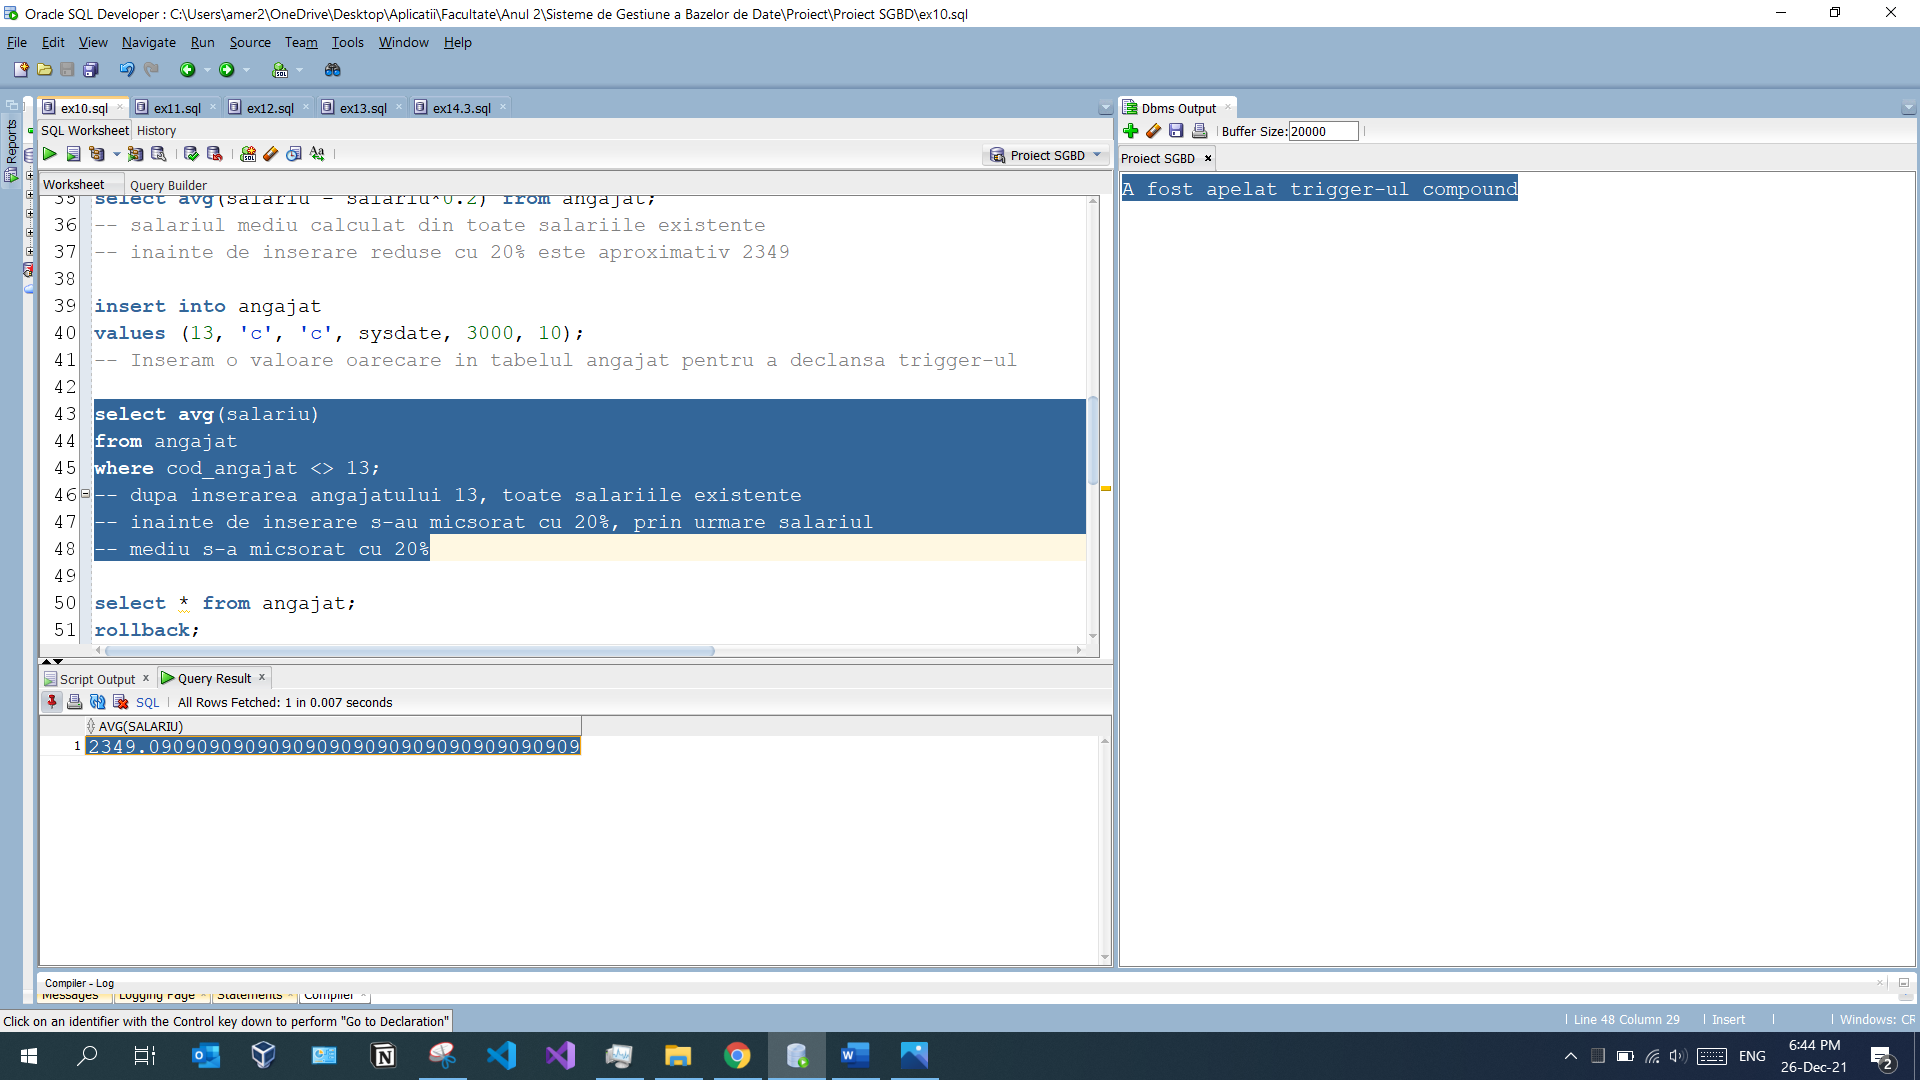 Oracle SQL Developer : C:\Users\amer2\OneDrive\Desktop\Aplicatii\Facultate\Anul 2\Sisteme de Gestiune a Bazelor de Date\Proiect\Proiect SGBD\ex10.sql
File Edit View Navigate Run Source Team Tools Window Help
ex10.sql ex11.sql ex12.sql ex13.sql ex14.3.sql
SQL Worksheet History
Proiect SGBD
Worksheet Query Builder
Reports
35 select avg(salariu - salariu*0.2) from angajat;
36 -- salariul mediu calculat din toate salariile existente
37 -- inainte de inserare reduse cu 20% este aproximativ 2349
38
39 insert into angajat
40 values (13, 'c', 'c', sysdate, 3000, 10);
41 -- Inseram o valoare oarecare in tabelul angajat pentru a declansa trigger-ul
42
43 select avg(salariu)
44 from angajat
45 where cod_angajat <> 13;
46 -- dupa inserarea angajatului 13, toate salariile existente
47 -- inainte de inserare s-au micsorat cu 20%, prin urmare salariul
48 -- mediu s-a micsorat cu 20%
49
50 select * from angajat;
51 rollback;
Script Output Query Result
SQL All Rows Fetched: 1 in 0.007 seconds
AVG(SALARIU)
1 2349.090909090909090909090909090909090909
Dbms Output
Buffer Size: 20000
Proiect SGBD
A fost apelat trigger-ul compound
Compiler - Log
Messages Logging Page Statements Compiler
Click on an identifier with the Control key down to perform "Go to Declaration"
Line 48 Column 29 Insert Windows: CR
ENG
6:44 PM
26-Dec-21
2